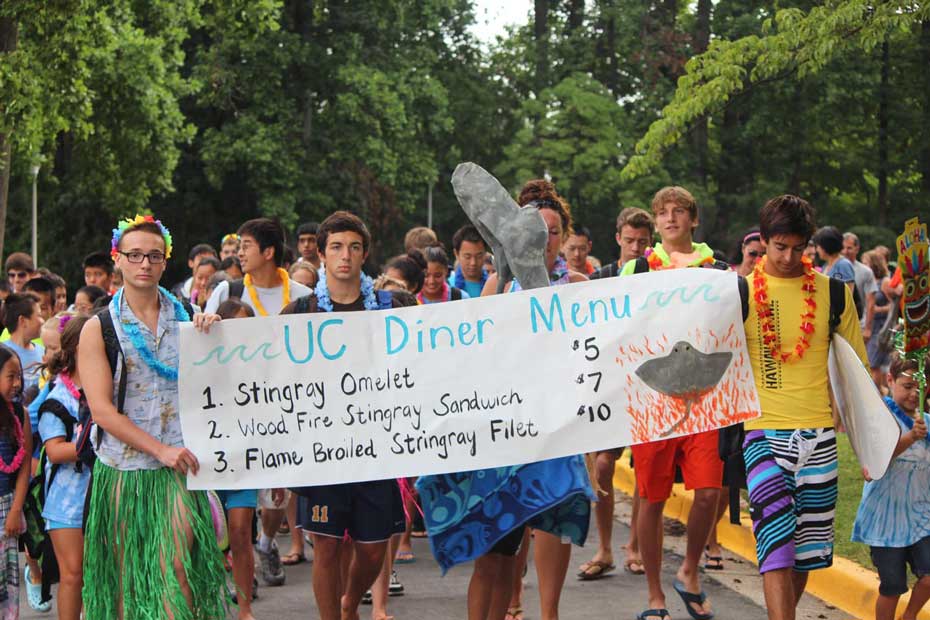 UC Diner Menu
1. Stingray Omelet $5
2. Wood Fire Stingray Sandwich $7
3. Flame Broiled Stringray Filet $10
HAWAII
ALOHA
11